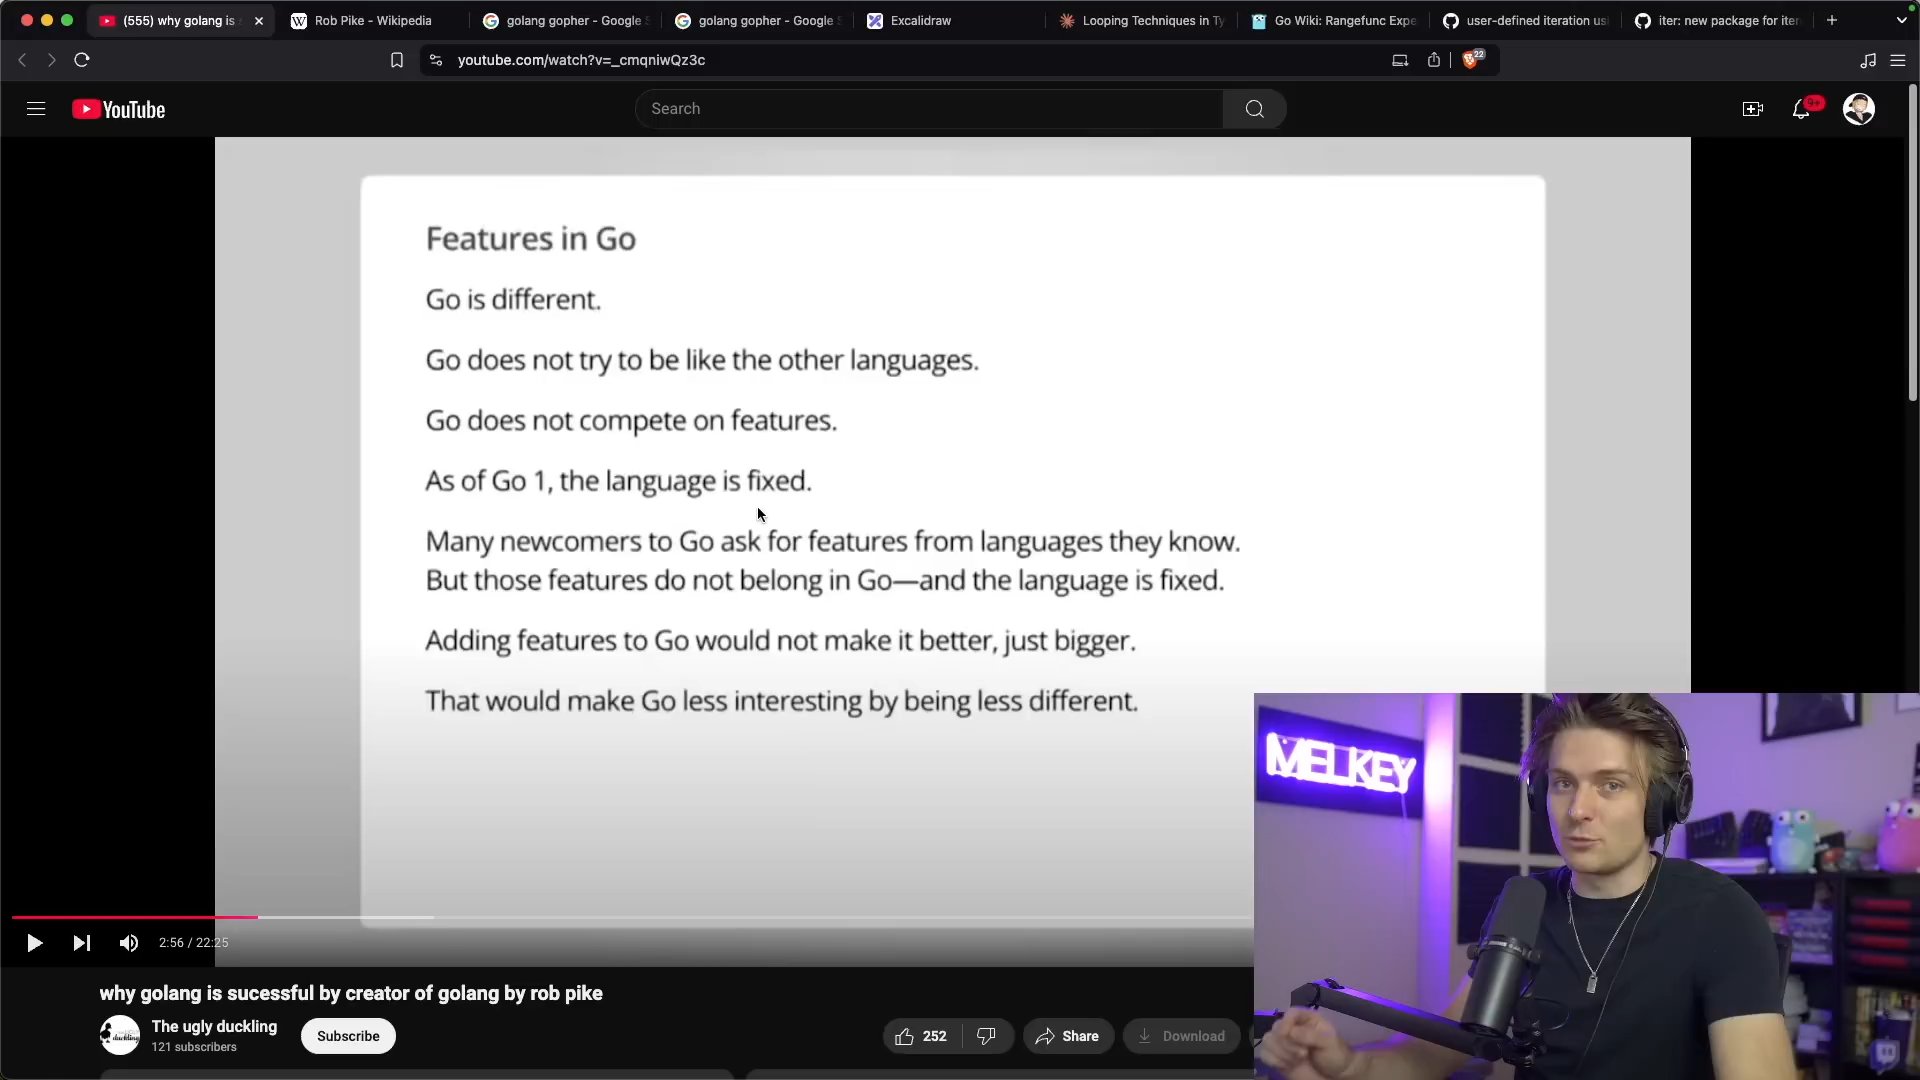 (555) why golang is
Rob Pike - Wikipedia
golang gopher - Google
golang gopher - Google
Excalidraw
Looping Techniques in Ty
Go Wiki: Rangefunc Expe
user-defined iteration us
iter: new package for iter
youtube.com/watch?v=_cmqniwQz3c
22
YouTube
Search
9+
Features in Go
Go is different.
Go does not try to be like the other languages.
Go does not compete on features.
As of Go 1, the language is fixed.
Many newcomers to Go ask for features from languages they know.
But those features do not belong in Go—and the language is fixed.
Adding features to Go would not make it better, just bigger.
That would make Go less interesting by being less different.
MELKEY
2:56 / 22:25
why golang is sucessful by creator of golang by rob pike
The ugly duckling
121 subscribers
Subscribe
252
Share
Download